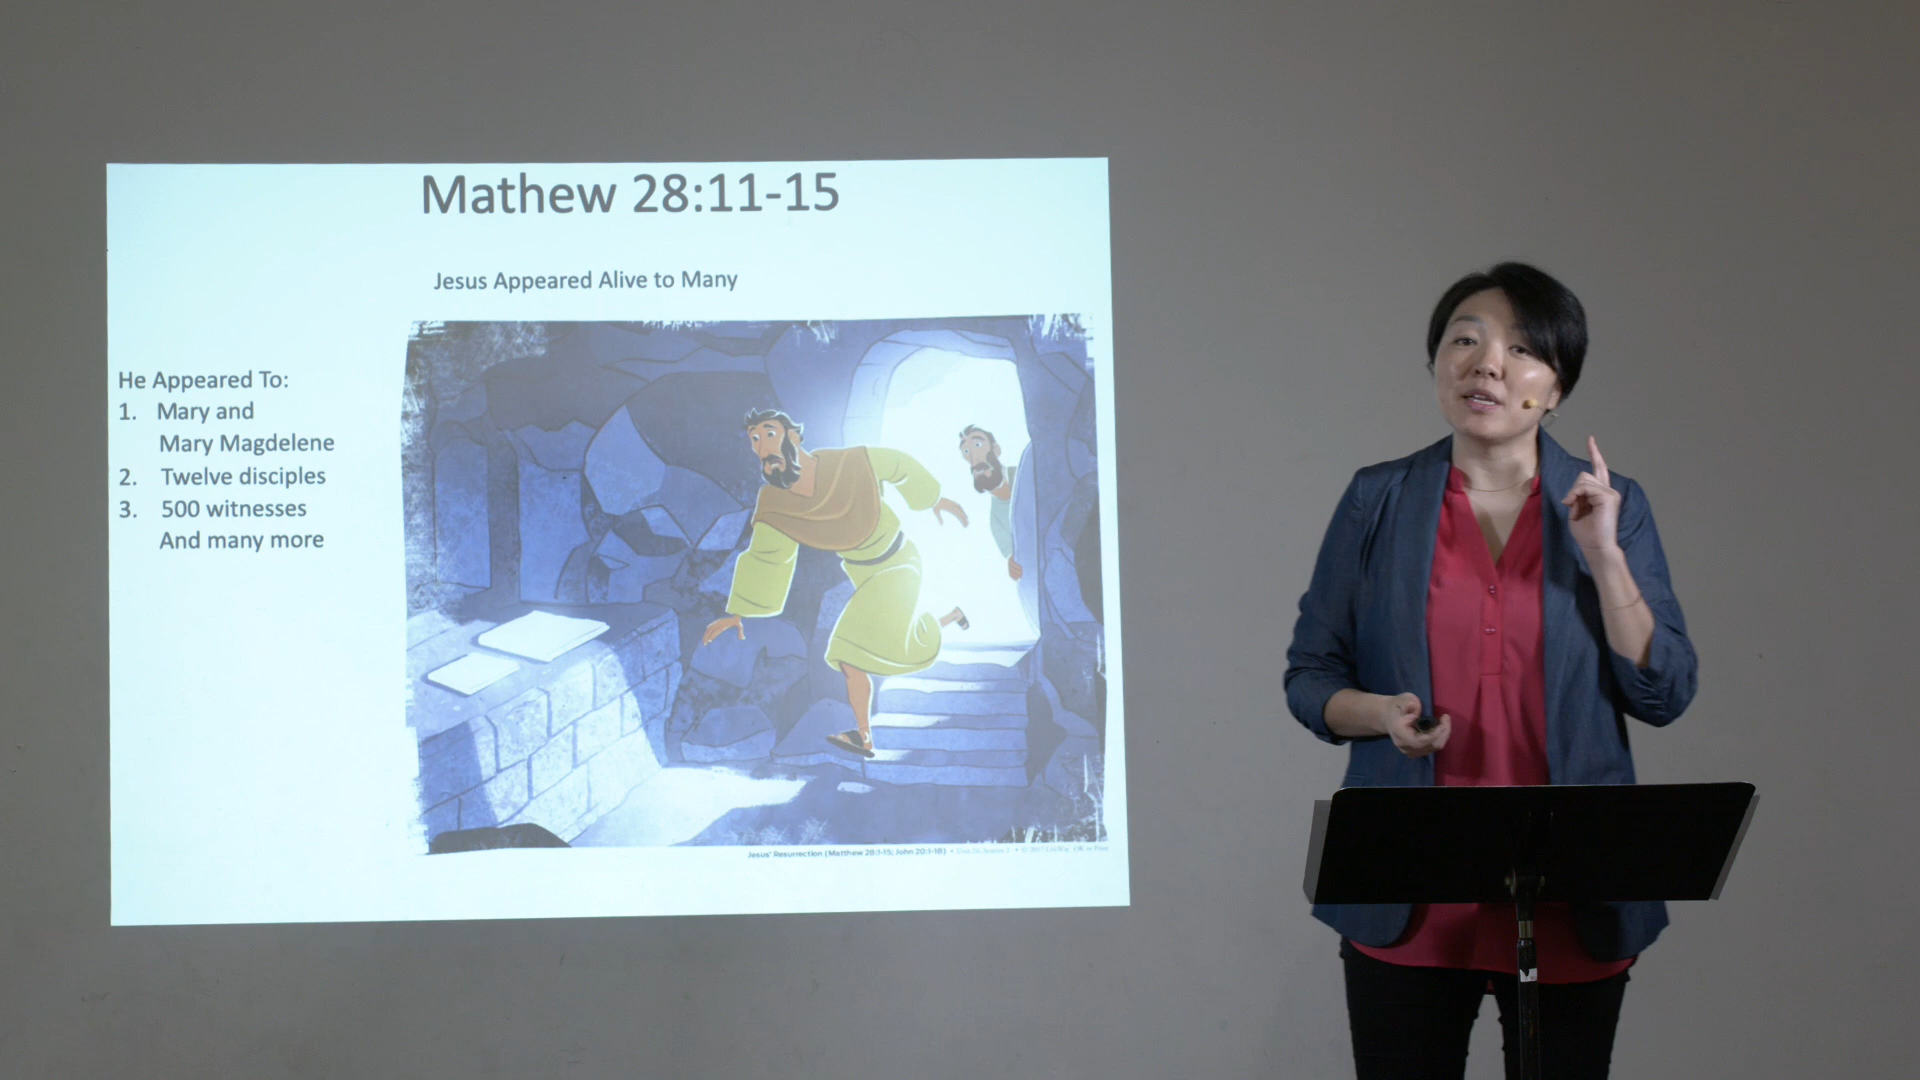 Mathew 28:11-15
Jesus Appeared Alive to Many
He Appeared To:
1. Mary and
Mary Magdelene
2. Twelve disciples
3. 500 witnesses
And many more
Jesus' Resurrection (Matthew 28:1-15; John 20:1-18) •